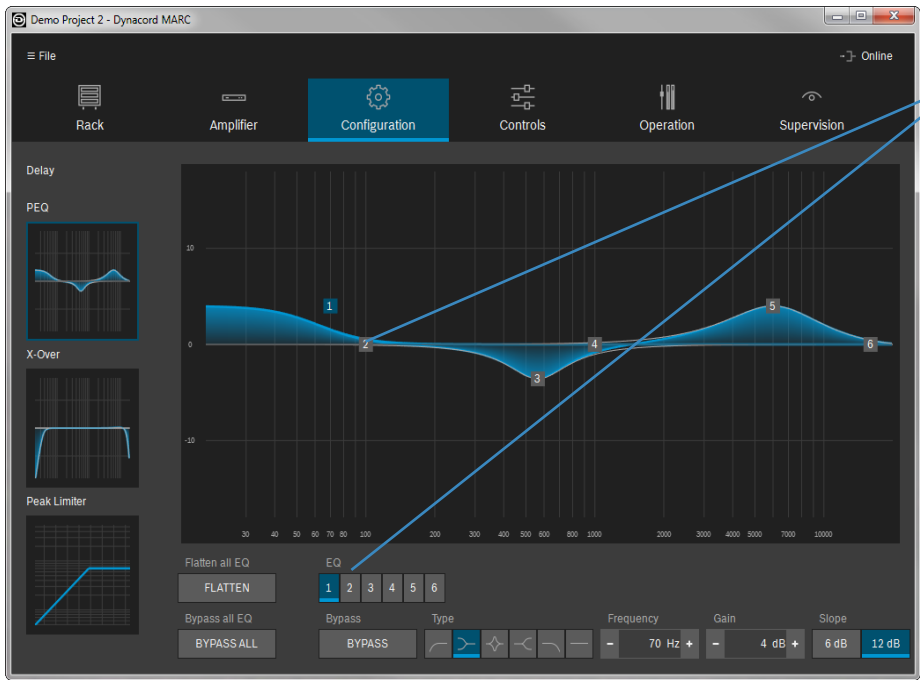 Demo Project 2 - Dynacord MARC
≡ File
Online
Rack
Amplifier
Configuration
Controls
Operation
Supervision
Delay
PEQ
X-Over
Peak Limiter
10
0
-10
1
2
3
4
5
6
30 40 50 60 70 80 100 200 300 400 500 600 800 1000 2000 3000 4000 5000 7000 10000
Flatten all EQ
FLATTEN
EQ
1 2 3 4 5 6
Bypass all EQ
BYPASS ALL
Bypass
BYPASS
Type
Frequency
- 70 Hz +
Gain
- 4 dB +
Slope
6 dB 12 dB